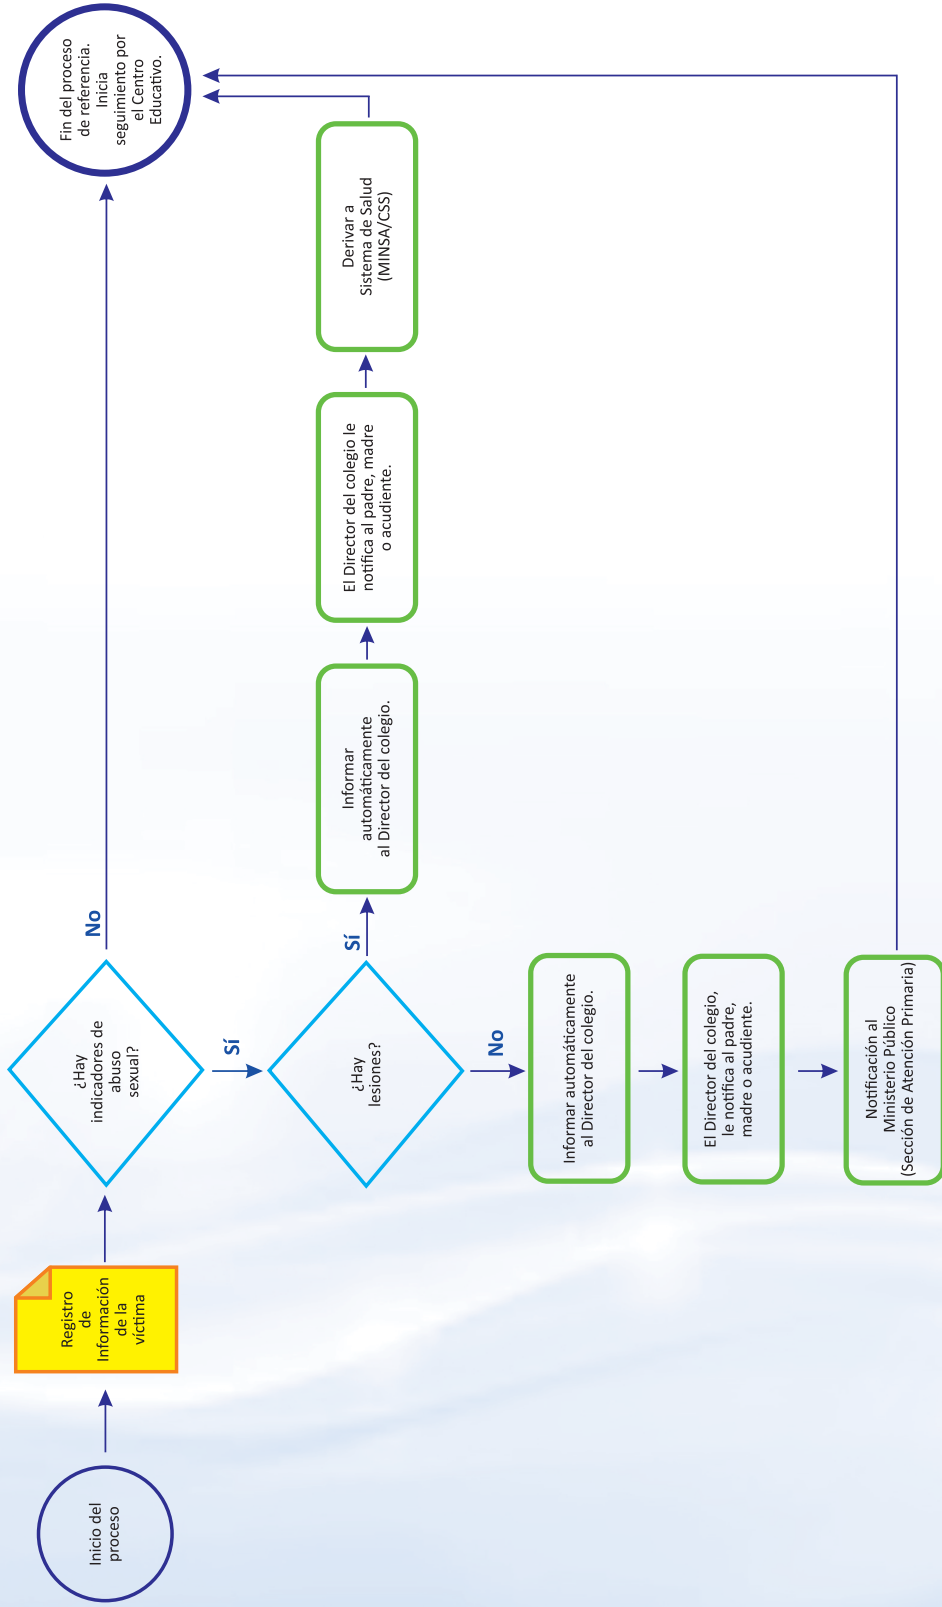 Inicio del
proceso
Registro
de
Información
de la
víctima
¿Hay
indicadores de
abuso
sexual?
No
Fin del proceso
de referencia.
Inicia
seguimiento por
el Centro
Educativo.
Sí
¿Hay
lesiones?
Sí
Informar
automáticamente
al Director del colegio.
El Director del colegio le
notifica al padre, madre
o acudiente.
Derivar a
Sistema de Salud
(MINSA/CSS)
No
Informar automáticamente
al Director del colegio.
El Director del colegio,
le notifica al padre,
madre o acudiente.
Notificación al
Ministerio Público
(Sección de Atención Primaria)